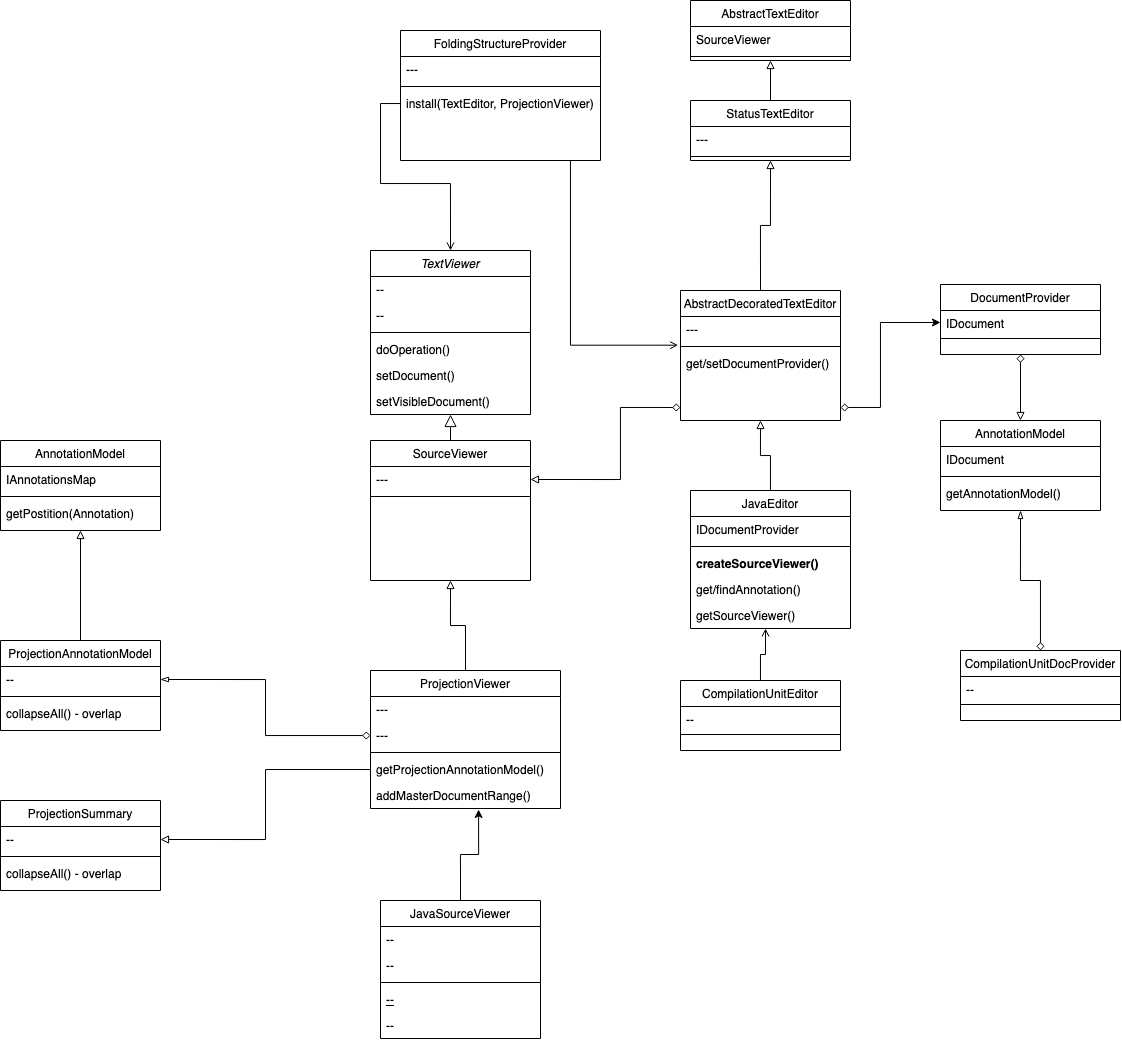 AbstractTextEditor
SourceViewer
FoldingStructureProvider
---
install(TextEditor, ProjectionViewer)
StatusTextEditor
---
TextViewer
--
--
doOperation()
setDocument()
setVisibleDocument()
AbstractDecoratedTextEditor
---
get/setDocumentProvider()
DocumentProvider
IDocument
AnnotationModel
IDocument
getAnnotationModel()
AnnotationModel
IAnnotationsMap
getPostition(Annotation)
SourceViewer
---
JavaEditor
IDocumentProvider
createSourceViewer()
get/findAnnotation()
getSourceViewer()
ProjectionAnnotationModel
--
collapseAll() - overlap
ProjectionViewer
---
---
getProjectionAnnotationModel()
addMasterDocumentRange()
CompilationUnitEditor
--
CompilationUnitDocProvider
--
ProjectionSummary
--
collapseAll() - overlap
JavaSourceViewer
--
--
--
--